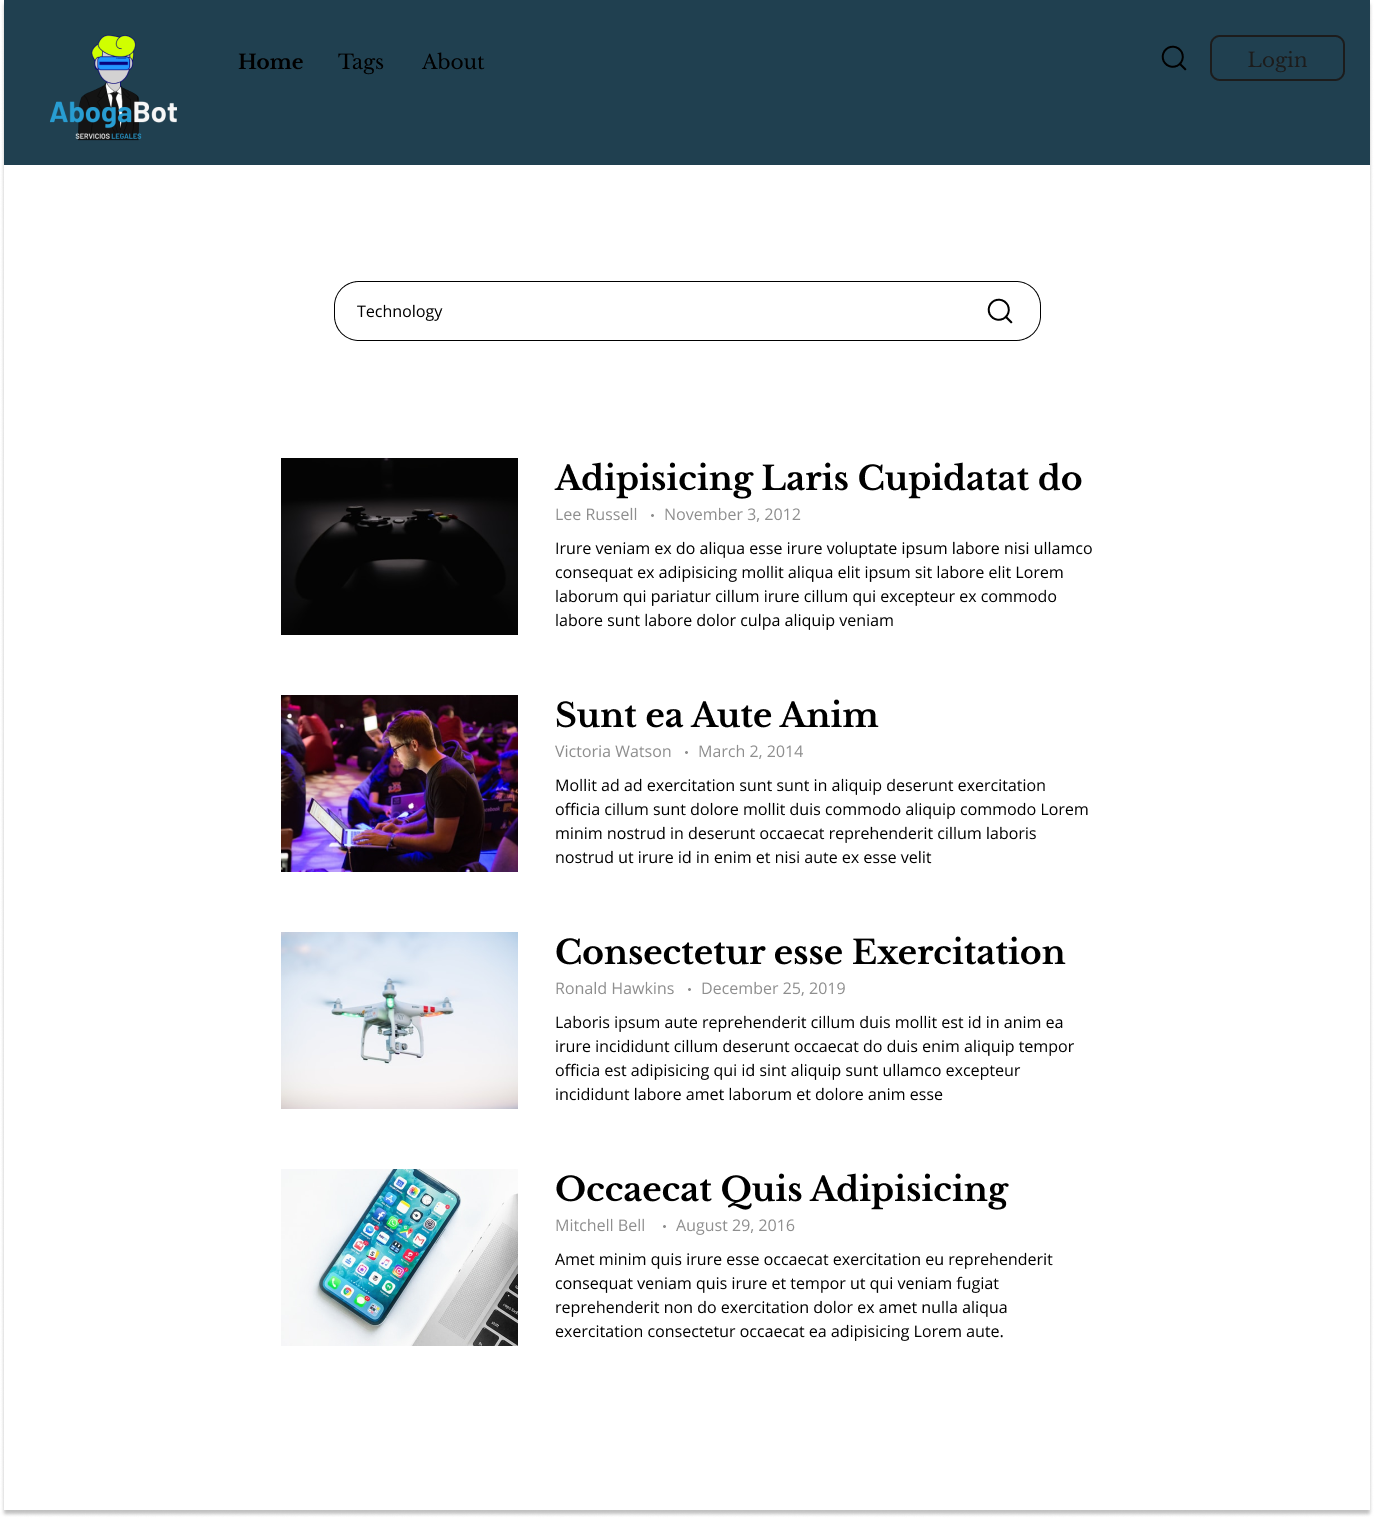 AbogaBot
SERVICIOS LEGALES
Home Tags About
Login
Technology
Adipisicing Laris Cupidatat do
Lee Russell • November 3, 2012
Irure veniam ex do aliqua esse irure voluptate ipsum labore nisi ullamco
consequat ex adipisicing mollit aliqua elit ipsum sit labore elit Lorem
laborum qui pariatur cillum irure cillum qui excepteur ex commodo
labore sunt labore dolor culpa aliquip veniam
Sunt ea Aute Anim
Victoria Watson • March 2, 2014
Mollit ad ad exercitation sunt sunt in aliquip deserunt exercitation
officia cillum sunt dolore mollit duis commodo aliquip commodo Lorem
minim nostrud in deserunt occaecat reprehenderit cillum laboris
nostrud ut irure id in enim et nisi aute ex esse velit
Consectetur esse Exercitation
Ronald Hawkins • December 25, 2019
Laboris ipsum aute reprehenderit cillum duis mollit est id in anim ea
irure incididunt cillum deserunt occaecat do duis enim aliquip tempor
officia est adipisicing qui id sint aliquip sunt ullamco excepteur
incididunt labore amet laborum et dolore anim esse
Occaecat Quis Adipisicing
Mitchell Bell • August 29, 2016
Amet minim quis irure esse occaecat exercitation eu reprehenderit
consequat veniam quis irure et tempor ut qui veniam fugiat
reprehenderit non do exercitation dolor ex amet nulla aliqua
exercitation consectetur occaecat ea adipisicing Lorem aute.